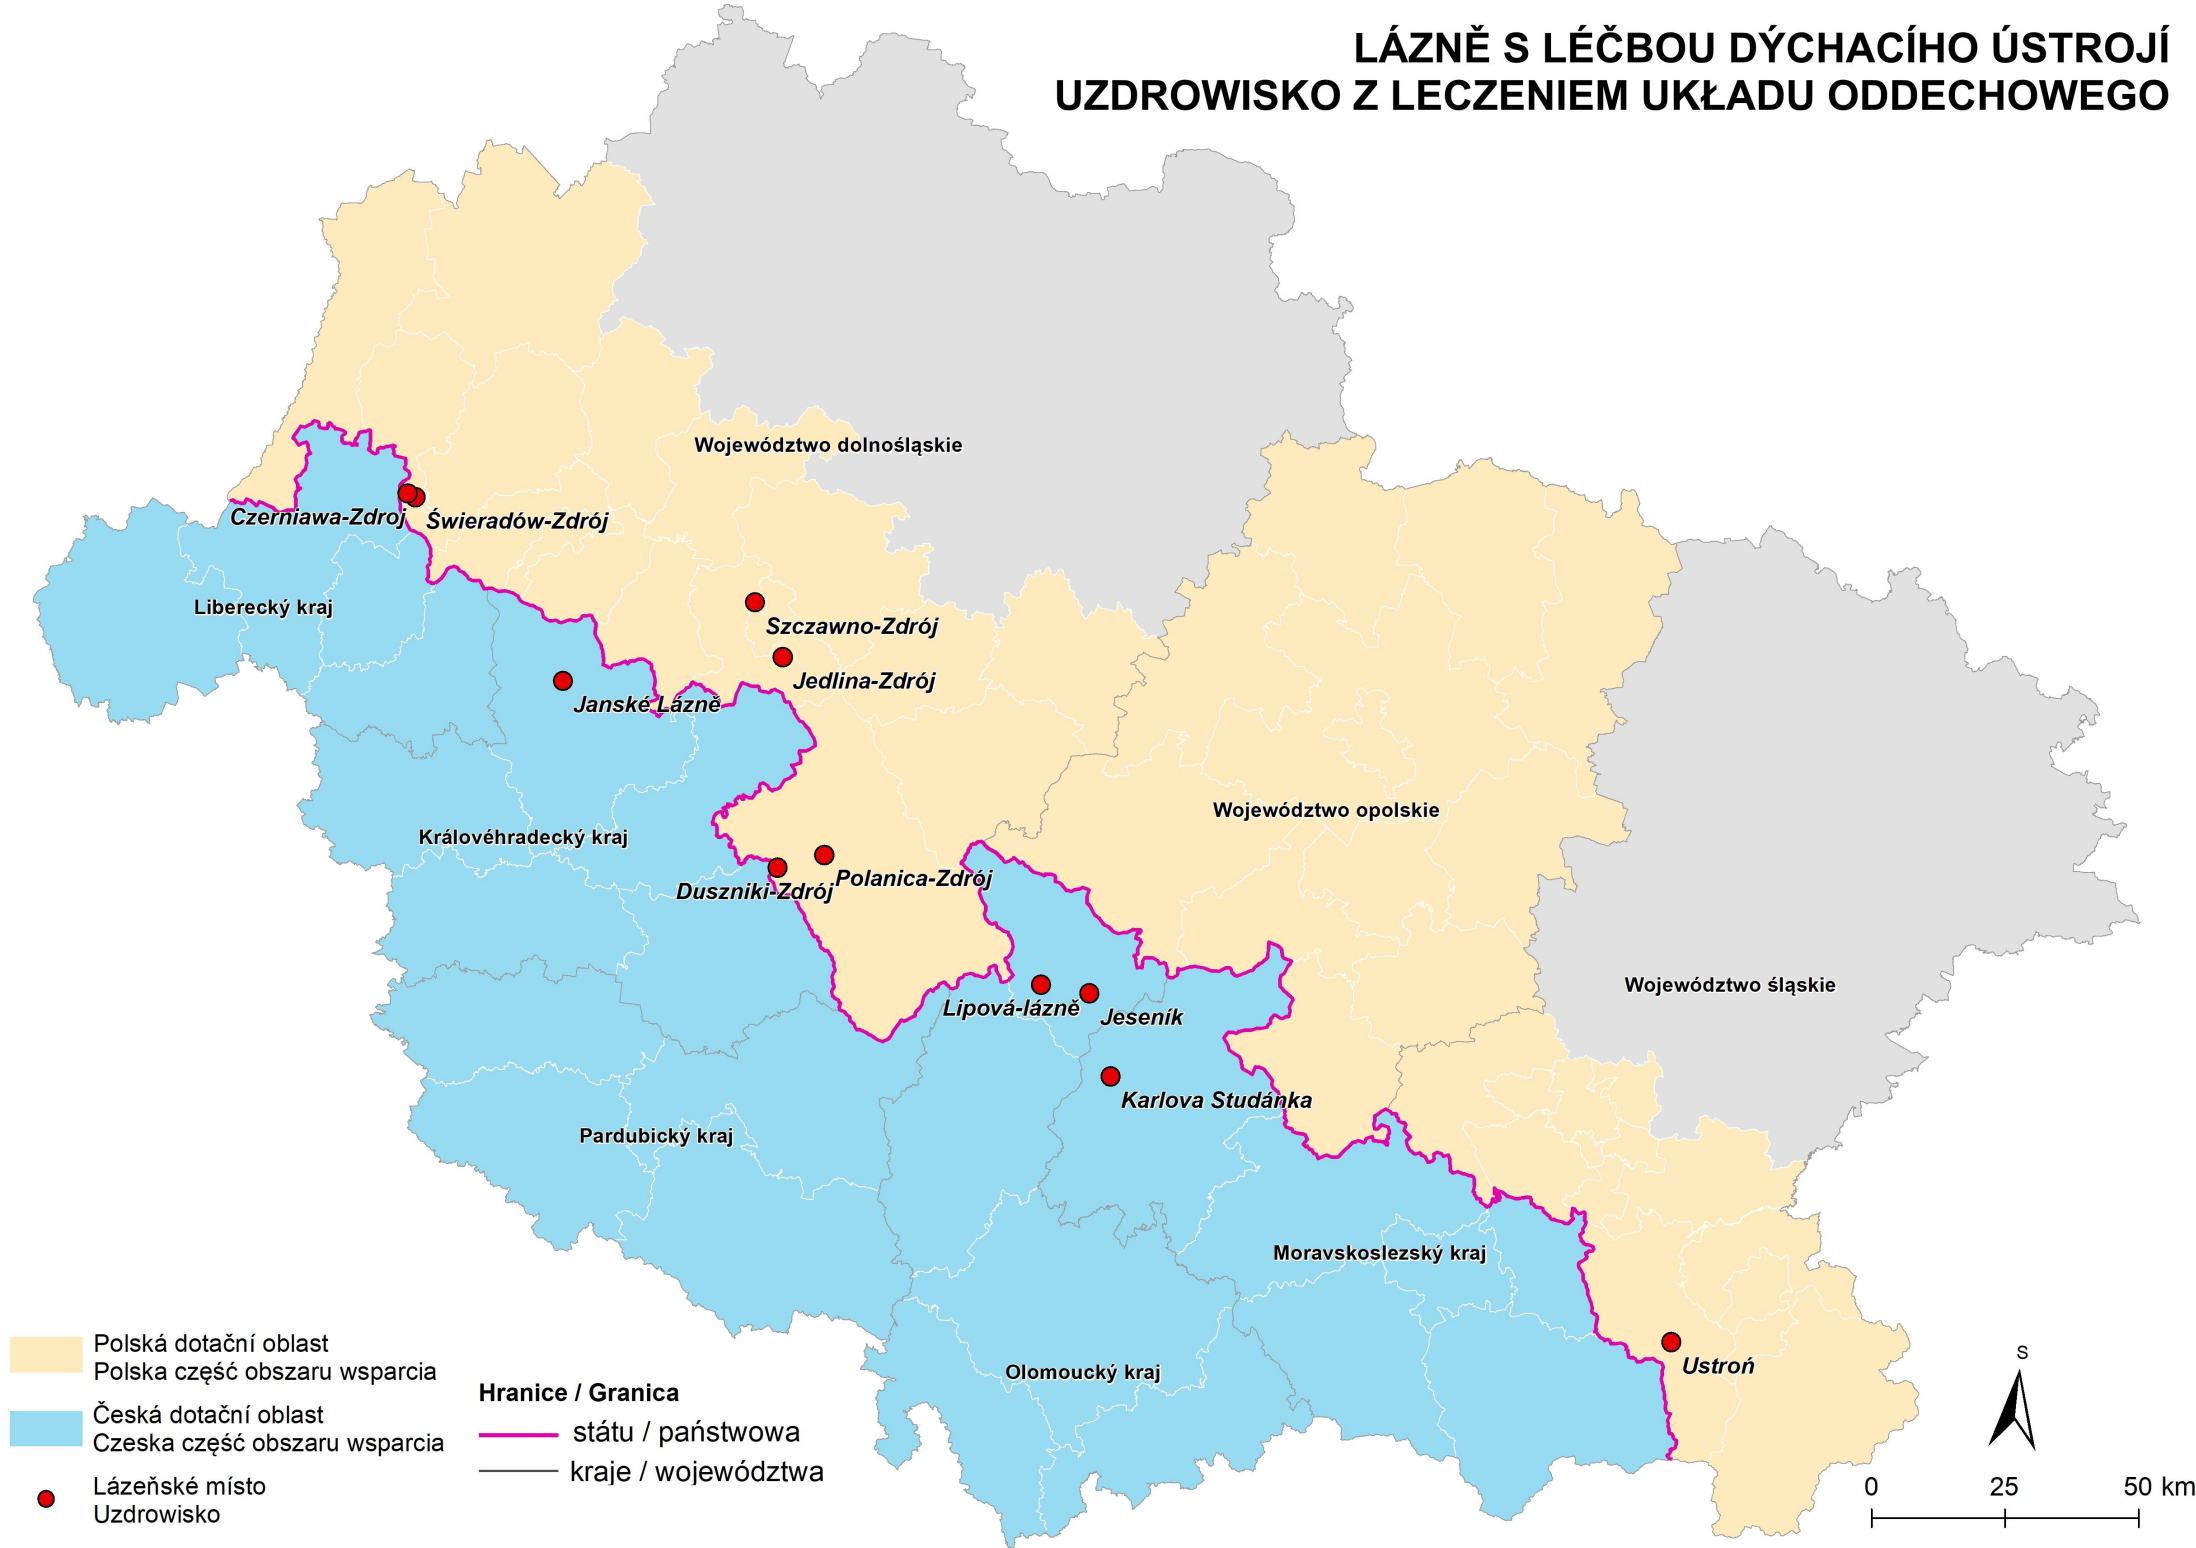 LÁZNĚ S LÉČBOU DÝCHACÍHO ÚSTROJÍ
UZDROWISKO Z LECZENIEM UKŁADU ODDECHOWEGO
Województwo dolnośląskie
Czerniawa-Zdroj
Świeradów-Zdrój
Liberecký kraj
Szczawno-Zdrój
Jedlina-Zdrój
Janské Lázně
Województwo opolskie
Královéhradecký kraj
Polanica-Zdrój
Duszniki-Zdrój
Województwo śląskie
Lipová-lázně
Jeseník
Karlova Studánka
Pardubický kraj
Moravskoslezský kraj
Olomoucký kraj
Ustroń
Polská dotační oblast
Polska część obszaru wsparcia
Česká dotační oblast
Czeska część obszaru wsparcia
Lázeňské místo
Uzdrowisko
Hranice / Granica
státu / państwowa
kraje / województwa
S
0 25 50 km